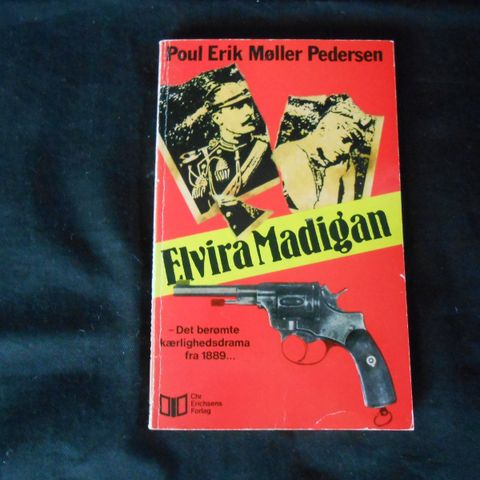 Poul Erik Møller Pedersen
Elvira Madigan
– Det berømte
kærlighedsdrama
fra 1889...
Chr.
Erichsens
Forlag